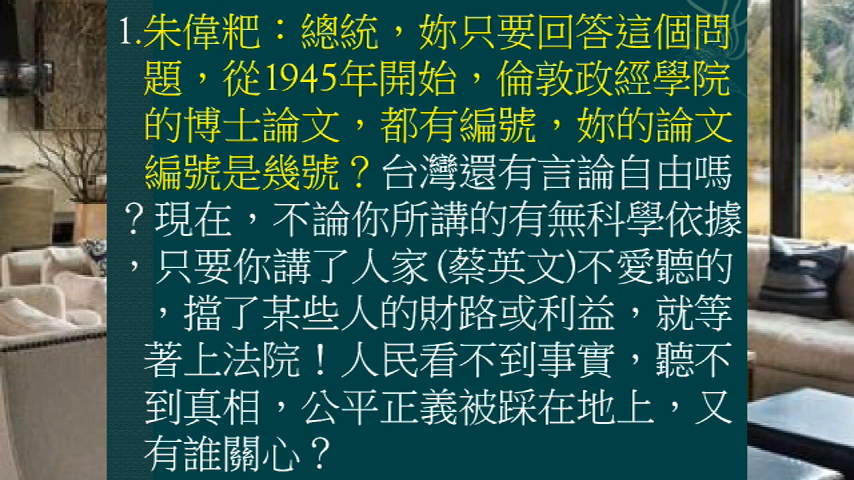 1.朱偉粑：總統，妳只要回答這個問
題，從1945年開始，倫敦政經學院
的博士論文，都有編號，妳的論文
編號是幾號？台灣還有言論自由嗎
？現在，不論你所講的有無科學依據
，只要你講了人家(蔡英文)不愛聽的
，擋了某些人的財路或利益，就等
著上法院！人民看不到事實，聽不
到真相，公平正義被踩在地上，又
有誰關心？